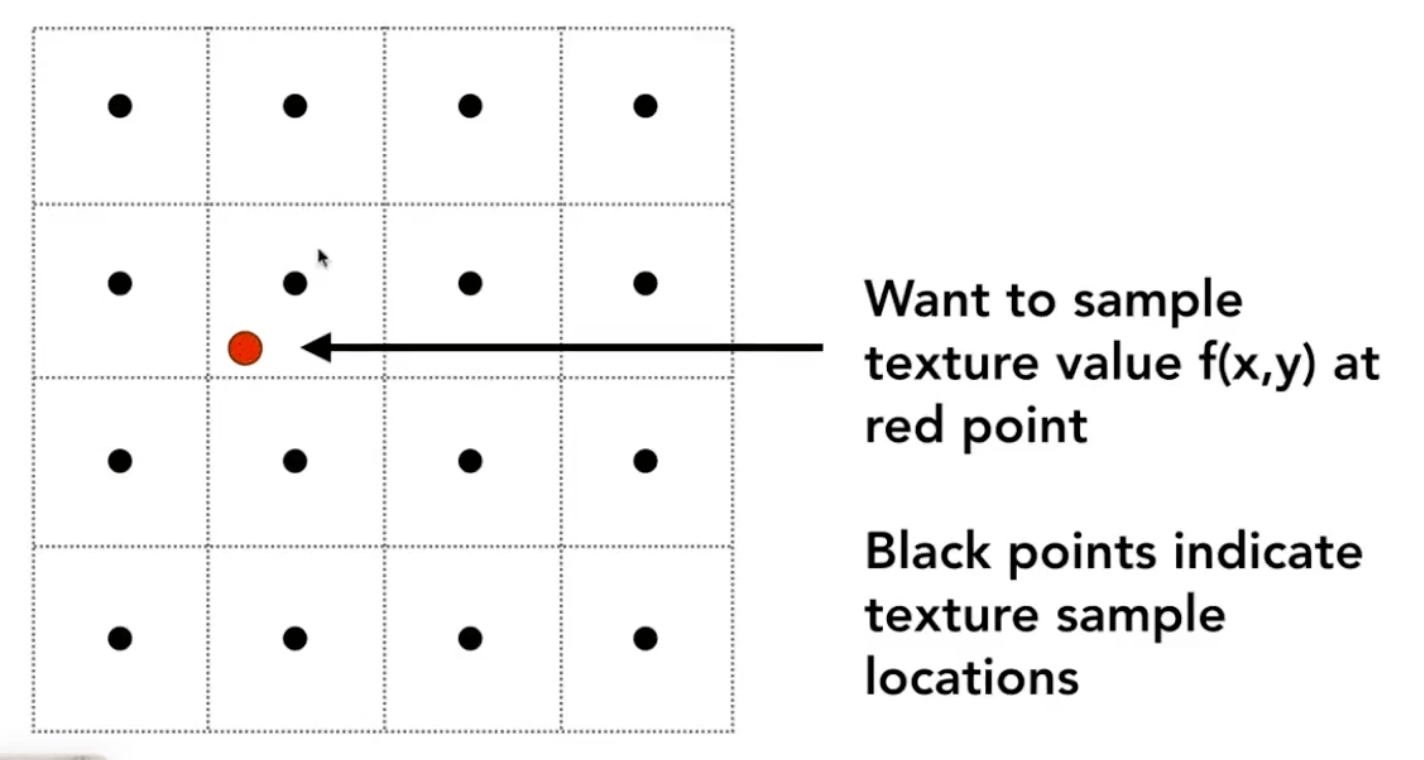 Want to sample
texture value f(x,y) at
red point
Black points indicate
texture sample
locations